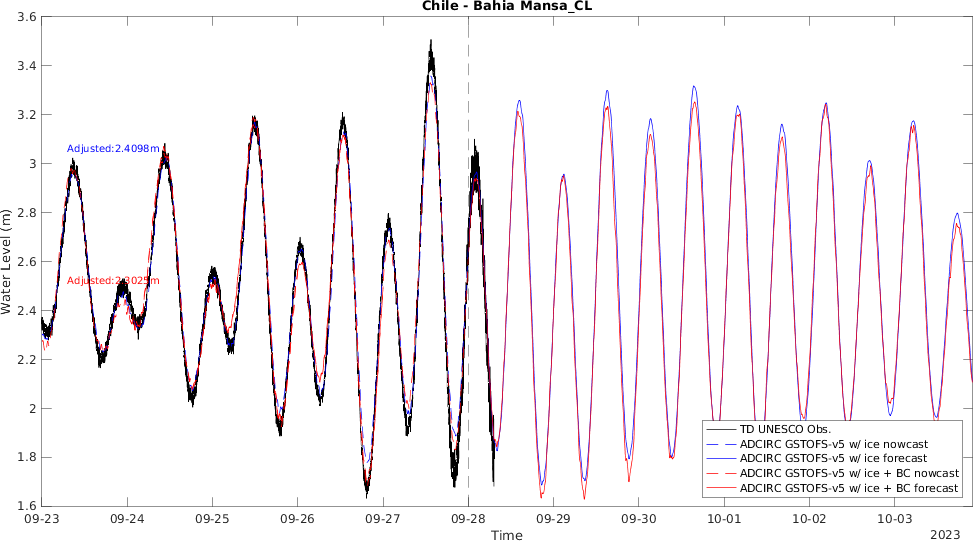 Chile - Bahia Mansa_CL
3.6
3.4
3.2
3
2.8
2.6
2.4
2.2
2
1.8
1.6
Water Level (m)
Adjusted:2.4098m
Adjusted:2.3025m
TD UNESCO Obs.
ADCIRC GSTOFS-v5 w/ ice nowcast
ADCIRC GSTOFS-v5 w/ ice forecast
ADCIRC GSTOFS-v5 w/ ice + BC nowcast
ADCIRC GSTOFS-v5 w/ ice + BC forecast
09-23 09-24 09-25 09-26 09-27 09-28 09-29 09-30 10-01 10-02 10-03
Time
2023